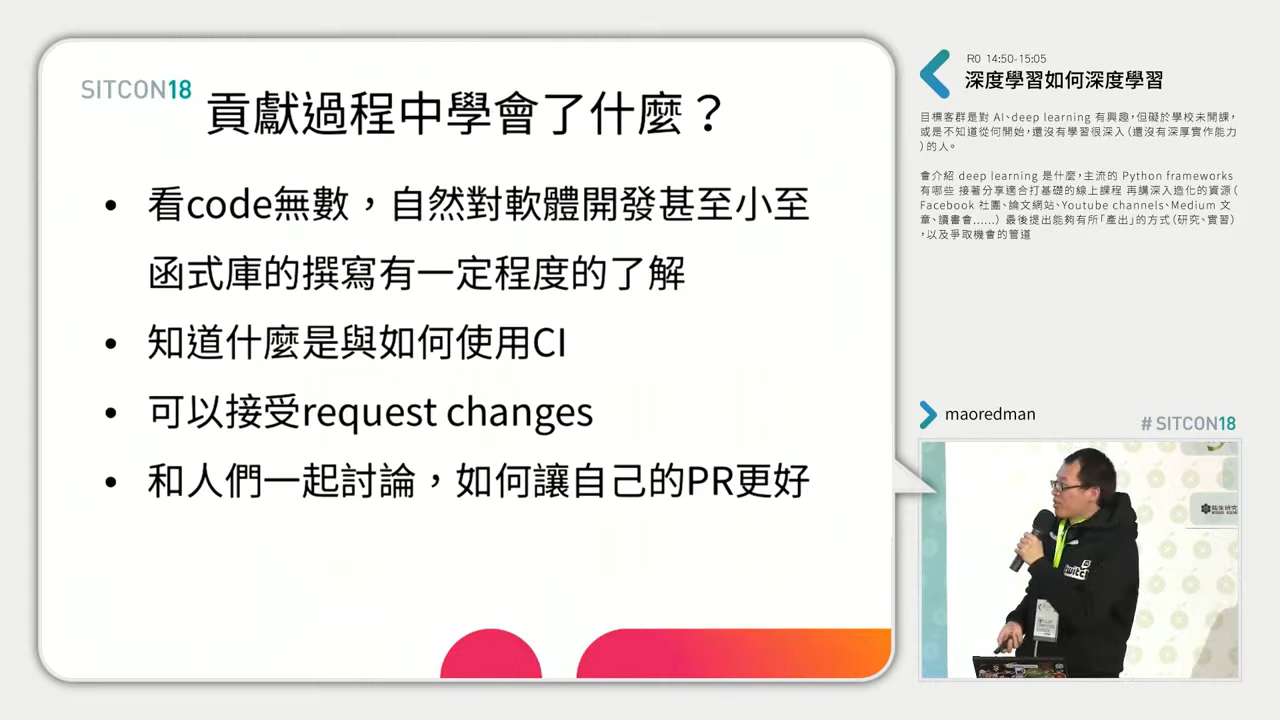 SITCON18
貢獻過程中學會了什麼？
• 看code無數，自然對軟體開發甚至小至
函式庫的撰寫有一定程度的了解
• 知道什麼是與如何使用CI
• 可以接受request changes
• 和人們一起討論，如何讓自己的PR更好
R0 14:50-15:05
深度學習如何深度學習
目標客群是對 AI、deep learning 有興趣，但礙於學校未開課，
或是不知道從何開始，還沒有學習很深入（還沒有深厚實作能力
）的人。
會介紹 deep learning 是什麼，主流的 Python frameworks
有哪些 接著分享適合打基礎的線上課程 再講深入造化的資源（
Facebook 社團、論文網站、Youtube channels、Medium 文
章、讀書會......） 最後提出能夠有所「產出」的方式（研究、實習）
，以及爭取機會的管道
maoredman
# SITCON18